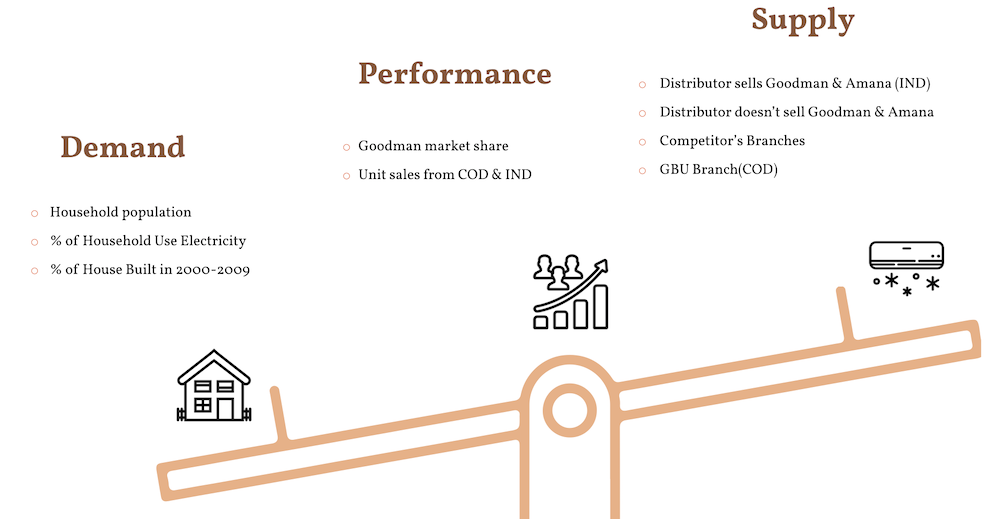 Demand
Household population
% of Household Use Electricity
% of House Built in 2000-2009
Performance
Goodman market share
Unit sales from COD & IND
Supply
Distributor sells Goodman & Amana (IND)
Distributor doesn't sell Goodman & Amana
Competitor's Branches
GBU Branch(COD)